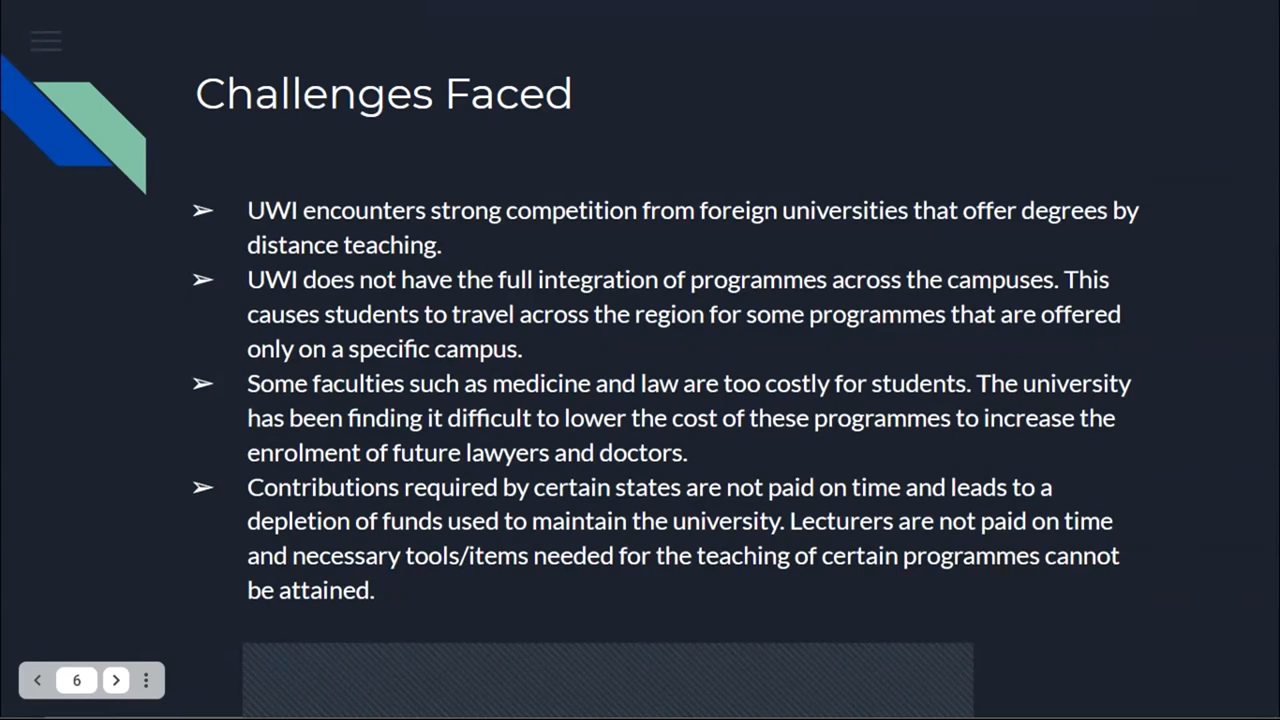 Challenges Faced
➢ UWI encounters strong competition from foreign universities that offer degrees by
distance teaching.
➢ UWI does not have the full integration of programmes across the campuses. This
causes students to travel across the region for some programmes that are offered
only on a specific campus.
➢ Some faculties such as medicine and law are too costly for students. The university
has been finding it difficult to lower the cost of these programmes to increase the
enrolment of future lawyers and doctors.
➢ Contributions required by certain states are not paid on time and leads to a
depletion of funds used to maintain the university. Lecturers are not paid on time
and necessary tools/items needed for the teaching of certain programmes cannot
be attained.
6